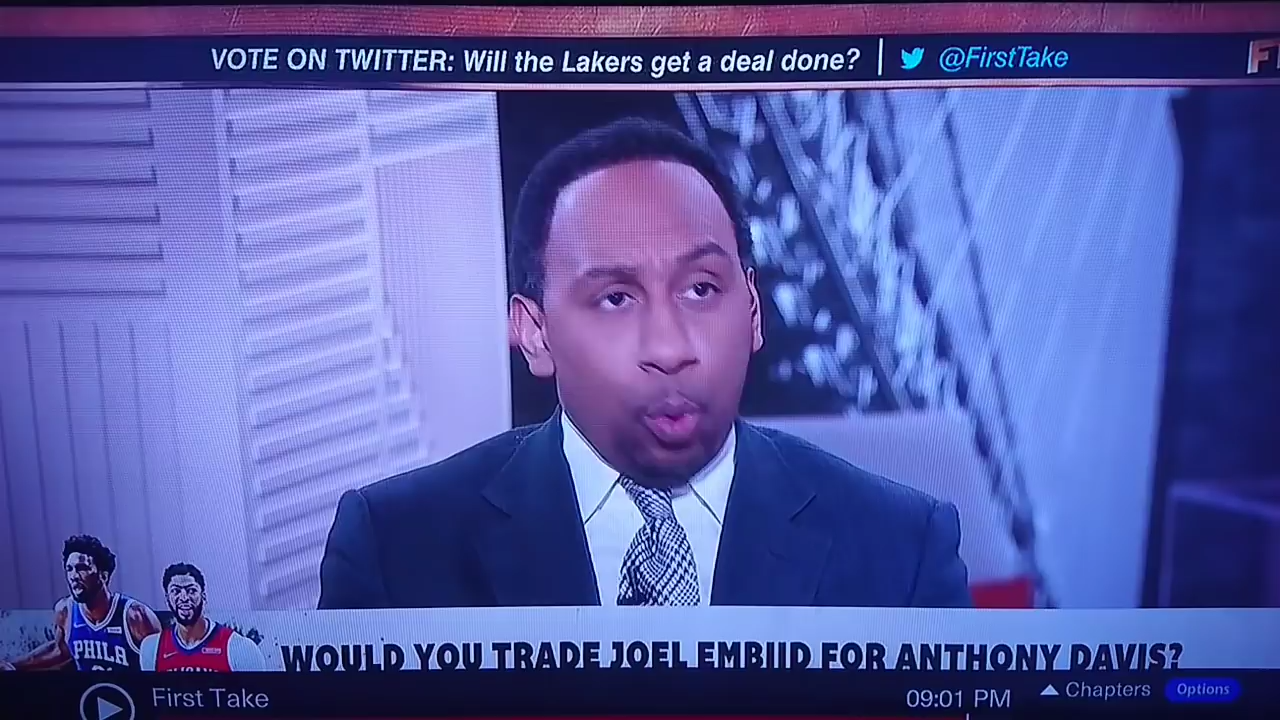 VOTE ON TWITTER: Will the Lakers get a deal done? | @FirstTake
PHILA
WOULD YOU TRADE JOEL EMBIID FOR ANTHONY DAVIS?
First Take
09:01 PM
Chapters
Options